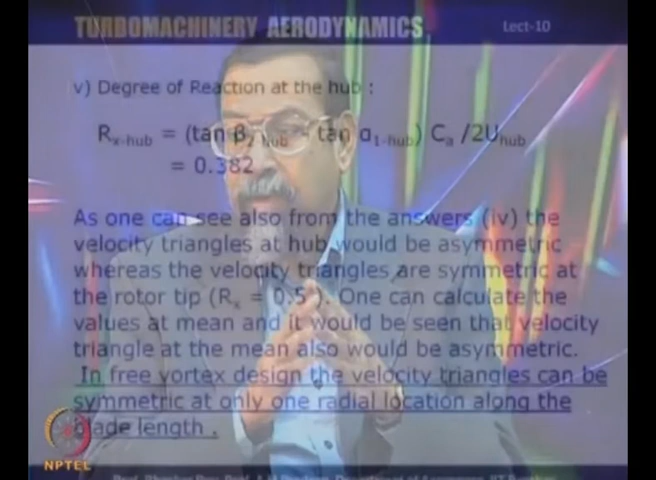 TURBOMACHINERY AERODYNAMICS Lect-10
v) Degree of Reaction at the hub :
Rx-hub = (tan β2 hub - tan α1-hub) Ca /2Uhub
= 0.382
As one can see also from the answers (iv) the
velocity triangles at hub would be asymmetric
whereas the velocity triangles are symmetric at
the rotor tip (Rx = 0.5 ). One can calculate the
values at mean and it would be seen that velocity
triangle at the mean also would be asymmetric.
In free vortex design the velocity triangles can be
symmetric at only one radial location along the
blade length .
NPTEL